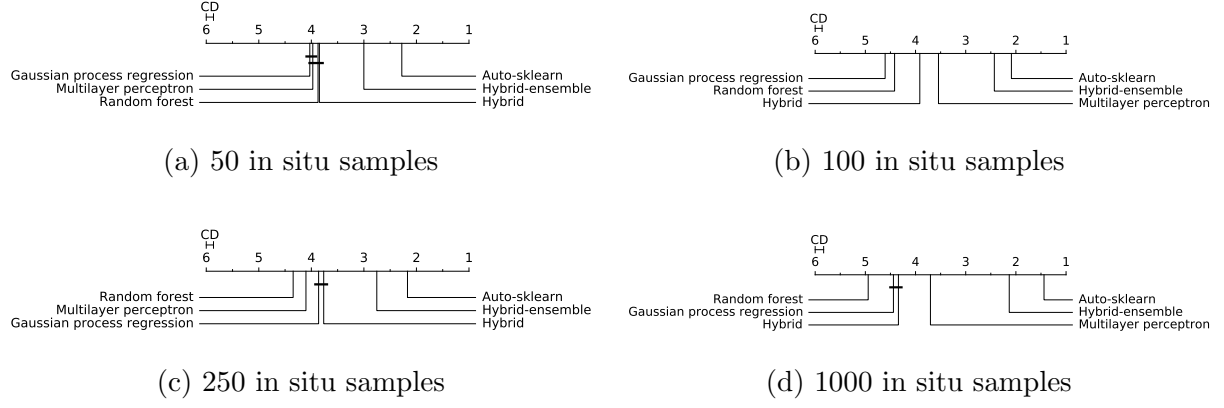 CD
6 5 4 3 2 1
Gaussian process regression
Multilayer perceptron
Random forest
Auto-sklearn
Hybrid-ensemble
Hybrid
(a) 50 in situ samples
CD
6 5 4 3 2 1
Gaussian process regression
Random forest
Hybrid
Auto-sklearn
Hybrid-ensemble
Multilayer perceptron
(b) 100 in situ samples
CD
6 5 4 3 2 1
Random forest
Multilayer perceptron
Gaussian process regression
Auto-sklearn
Hybrid-ensemble
Hybrid
(c) 250 in situ samples
CD
6 5 4 3 2 1
Random forest
Gaussian process regression
Hybrid
Auto-sklearn
Hybrid-ensemble
Multilayer perceptron
(d) 1000 in situ samples